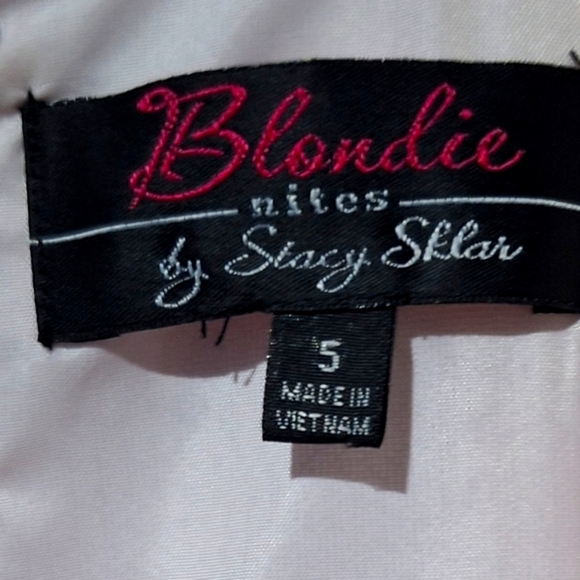 Blondie
nites
by Stacy Sklar
5
MADE IN
VIETNAM